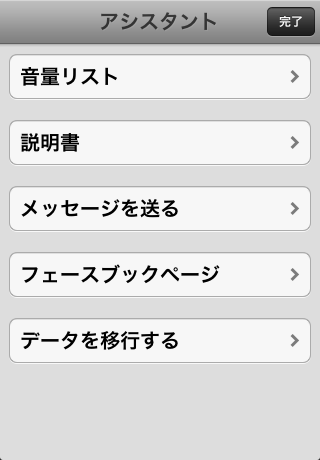 アシスタント
完了
音量リスト
説明書
メッセージを送る
フェースブックページ
データを移行する